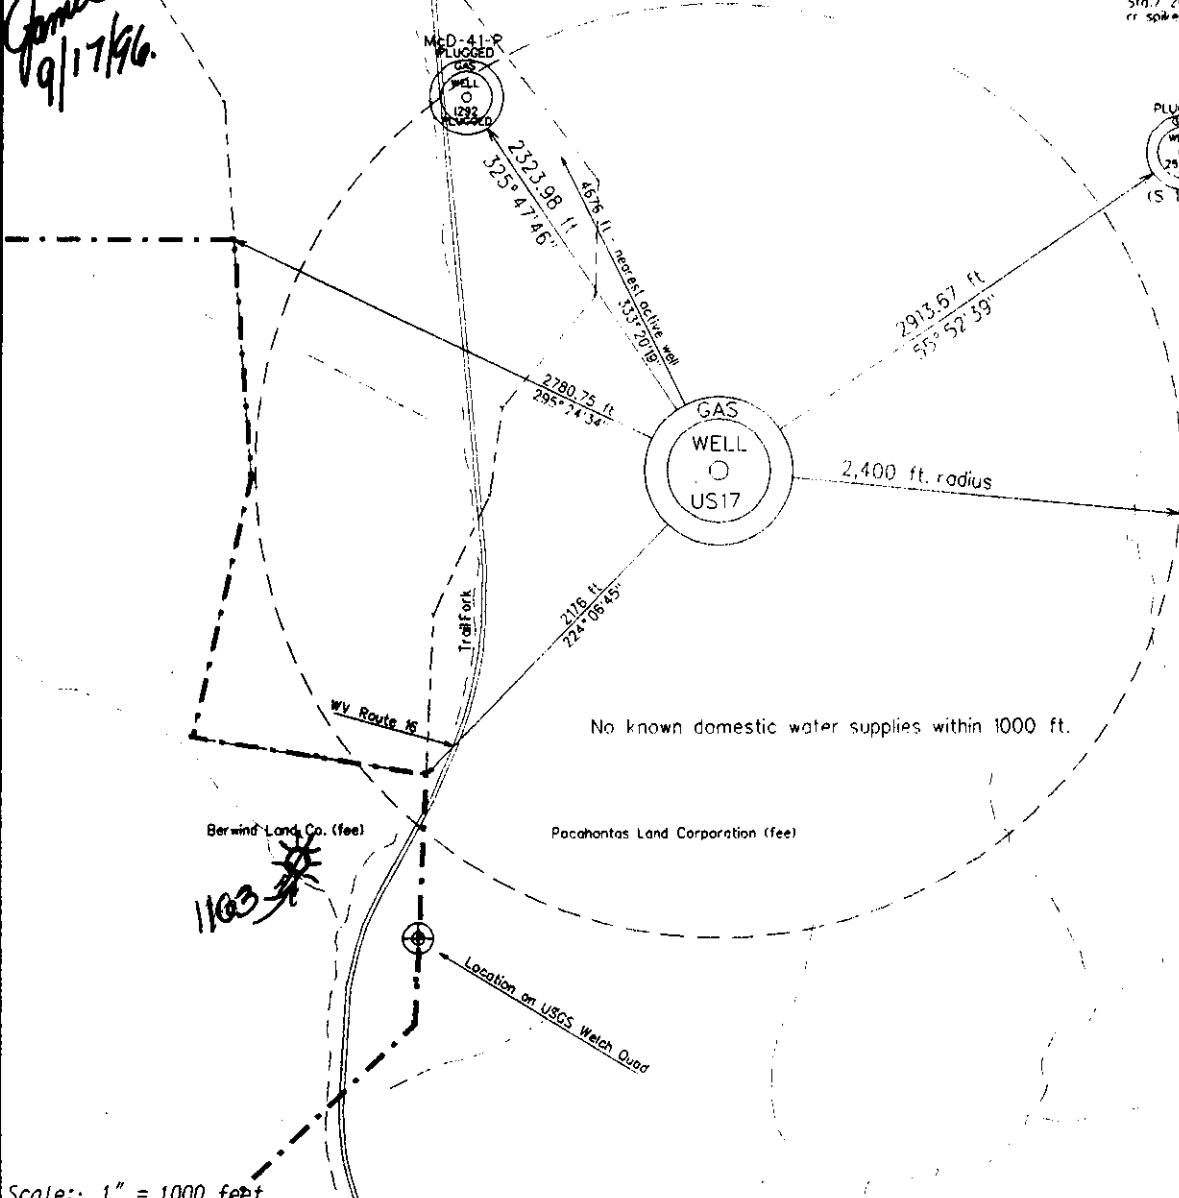 9/17/96.
McD-41-P
PLUGGED
GAS
WELL
1292
PLUGGED
2323.98 ft
325° 47'46"
4676 ft - nearest active well
333° 20'19"
2913.67 ft
55° 52'39"
2780.75 ft
295° 24'34"
GAS
WELL
US17
2,400 ft. radius
2176 ft
224° 06'45"
Trail Fork
WV Route 16
No known domestic water supplies within 1000 ft.
Berwind Land Co. (fee)
Pocahontas Land Corporation (fee)
1163
Location on USGS Welch Quad
Scale: 1" = 1000 feet